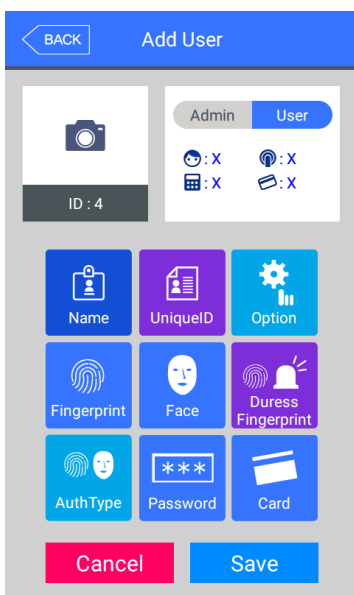 BACK Add User
Admin User
: X : X
: X : X
ID : 4
Name UniqueID Option
Fingerprint Face Duress
Fingerprint
***
AuthType Password Card
Cancel Save